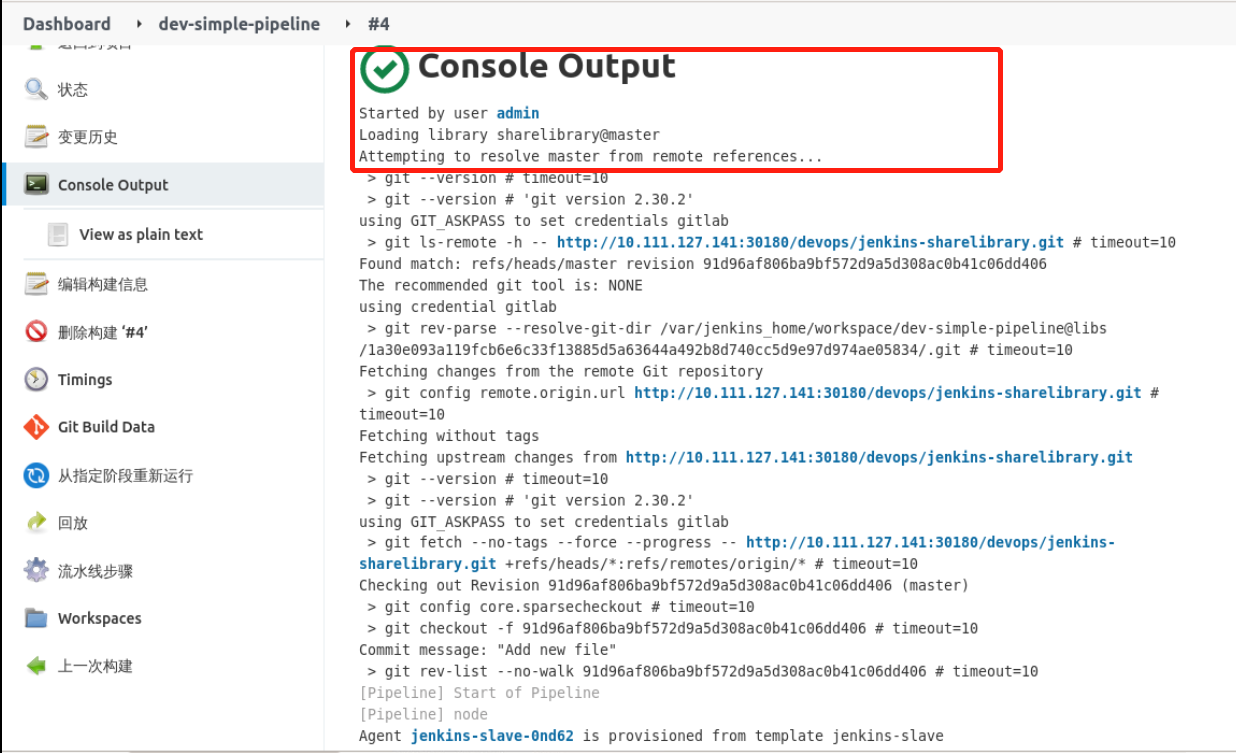 Dashboard dev-simple-pipeline #4
返回到项目
状态
变更历史
Console Output
View as plain text
编辑构建信息
删除构建 ‘#4’
Timings
Git Build Data
从指定阶段重新运行
回放
流水线步骤
Workspaces
上一次构建
Console Output
Started by user admin
Loading library sharelibrary@master
Attempting to resolve master from remote references...
> git --version # timeout=10
> git --version # 'git version 2.30.2'
using GIT_ASKPASS to set credentials gitlab
> git ls-remote -h -- http://10.111.127.141:30180/devops/jenkins-sharelibrary.git # timeout=10
Found match: refs/heads/master revision 91d96af806ba9bf572d9a5d308ac0b41c06dd406
The recommended git tool is: NONE
using credential gitlab
> git rev-parse --resolve-git-dir /var/jenkins_home/workspace/dev-simple-pipeline@libs
/1a30e093a119fcb6e6c33f13885d5a63644a492b8d740cc5d9e97d974ae05834/.git # timeout=10
Fetching changes from the remote Git repository
> git config remote.origin.url http://10.111.127.141:30180/devops/jenkins-sharelibrary.git #
timeout=10
Fetching without tags
Fetching upstream changes from http://10.111.127.141:30180/devops/jenkins-sharelibrary.git
> git --version # timeout=10
> git --version # 'git version 2.30.2'
using GIT_ASKPASS to set credentials gitlab
> git fetch --no-tags --force --progress -- http://10.111.127.141:30180/devops/jenkins-
sharelibrary.git +refs/heads/*:refs/remotes/origin/* # timeout=10
Checking out Revision 91d96af806ba9bf572d9a5d308ac0b41c06dd406 (master)
> git config core.sparsecheckout # timeout=10
> git checkout -f 91d96af806ba9bf572d9a5d308ac0b41c06dd406 # timeout=10
Commit message: "Add new file"
> git rev-list --no-walk 91d96af806ba9bf572d9a5d308ac0b41c06dd406 # timeout=10
[Pipeline] Start of Pipeline
[Pipeline] node
Agent jenkins-slave-0nd62 is provisioned from template jenkins-slave